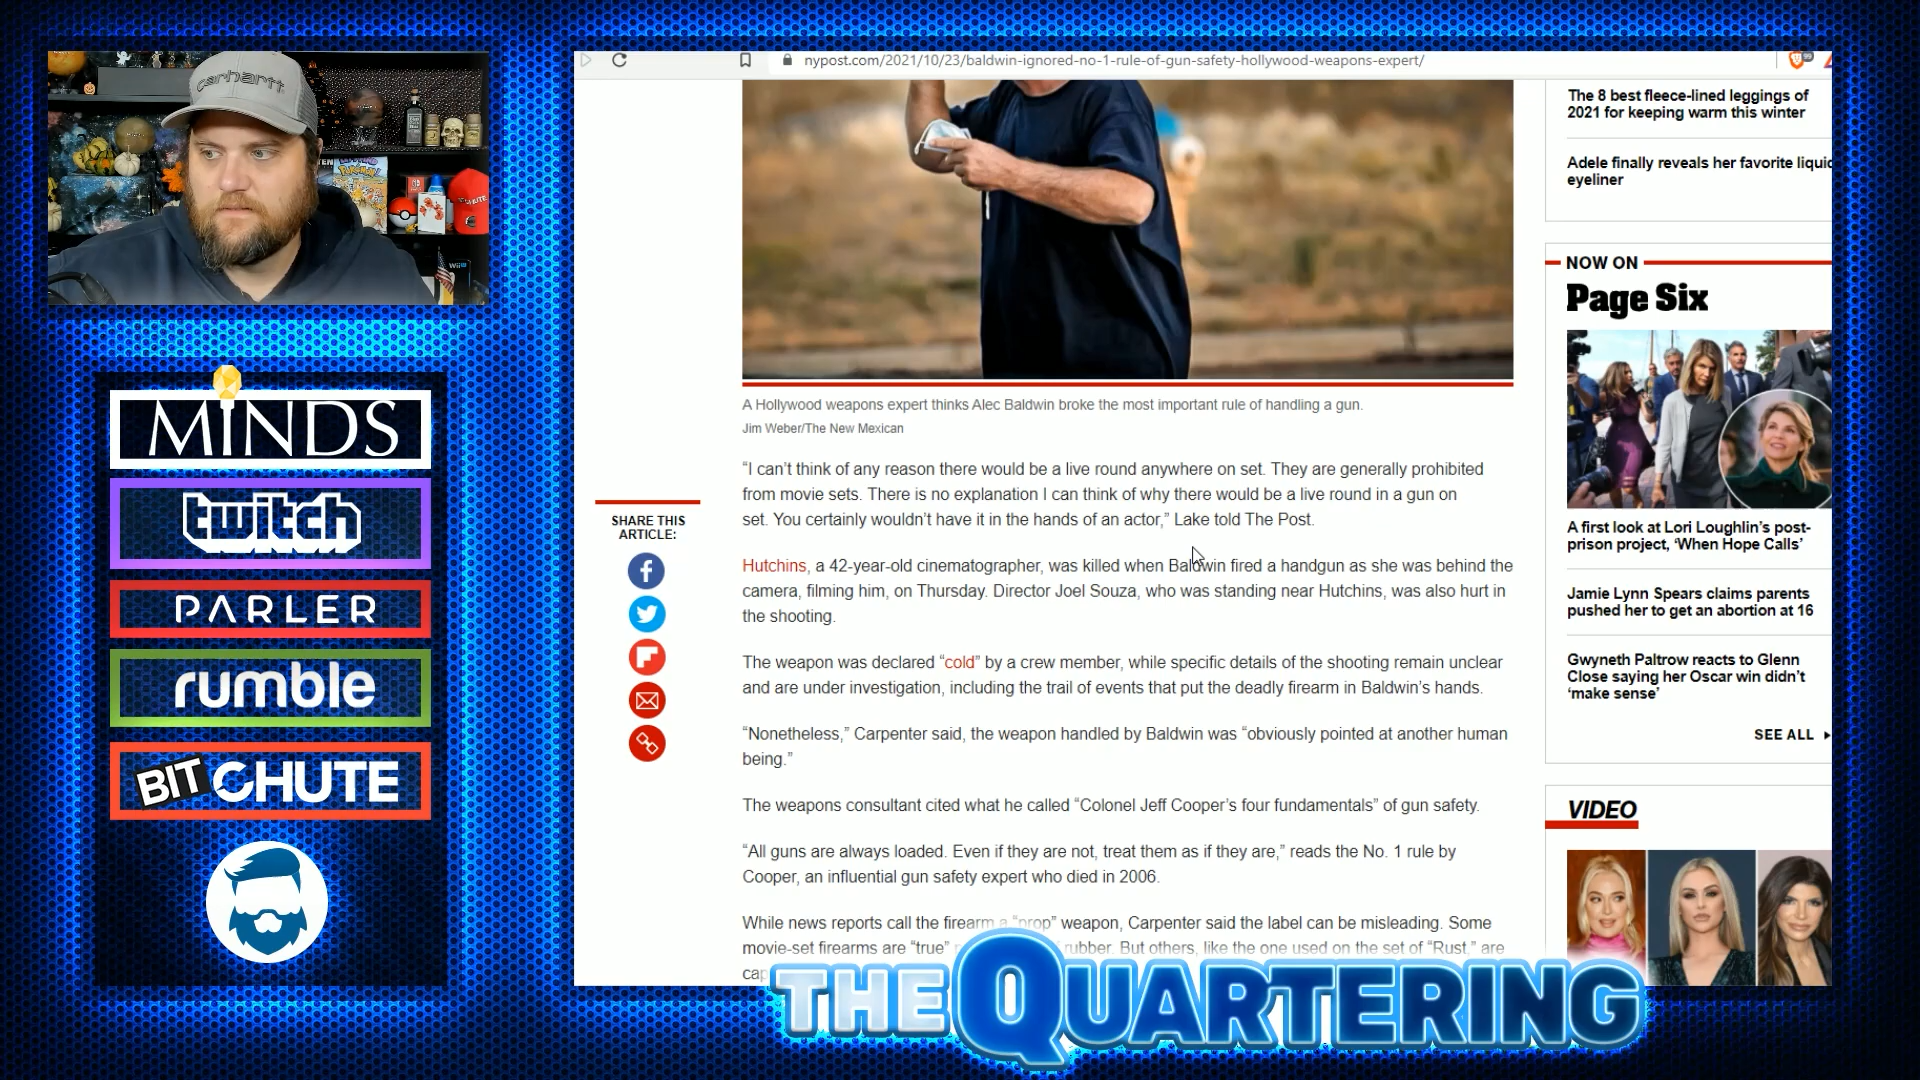 nypost.com/2021/10/23/baldwin-ignored-no-1-rule-of-gun-safety-hollywood-weapons-expert/
carhartt
MINDS
twitch
PARLER
rumble
BITCHUTE
A Hollywood weapons expert thinks Alec Baldwin broke the most important rule of handling a gun.
Jim Weber/The New Mexican
SHARE THIS
ARTICLE:
“I can’t think of any reason there would be a live round anywhere on set. They are generally prohibited
from movie sets. There is no explanation I can think of why there would be a live round in a gun on
set. You certainly wouldn’t have it in the hands of an actor,” Lake told The Post.
Hutchins, a 42-year-old cinematographer, was killed when Baldwin fired a handgun as she was behind the
camera, filming him, on Thursday. Director Joel Souza, who was standing near Hutchins, was also hurt in
the shooting.
The weapon was declared “cold” by a crew member, while specific details of the shooting remain unclear
and are under investigation, including the trail of events that put the deadly firearm in Baldwin’s hands.
“Nonetheless,” Carpenter said, the weapon handled by Baldwin was “obviously pointed at another human
being.”
The weapons consultant cited what he called “Colonel Jeff Cooper’s four fundamentals” of gun safety.
“All guns are always loaded. Even if they are not, treat them as if they are,” reads the No. 1 rule by
Cooper, an influential gun safety expert who died in 2006.
While news reports call the firearm a “prop” weapon, Carpenter said the label can be misleading. Some
movie-set firearms are “true” rubber. But others, like the one used on the set of “Rust,” are
The 8 best fleece-lined leggings of
2021 for keeping warm this winter
Adele finally reveals her favorite liquid
eyeliner
NOW ON
Page Six
A first look at Lori Loughlin’s post-
prison project, ‘When Hope Calls’
Jamie Lynn Spears claims parents
pushed her to get an abortion at 16
Gwyneth Paltrow reacts to Glenn
Close saying her Oscar win didn’t
‘make sense’
SEE ALL
VIDEO
THE QUARTERING